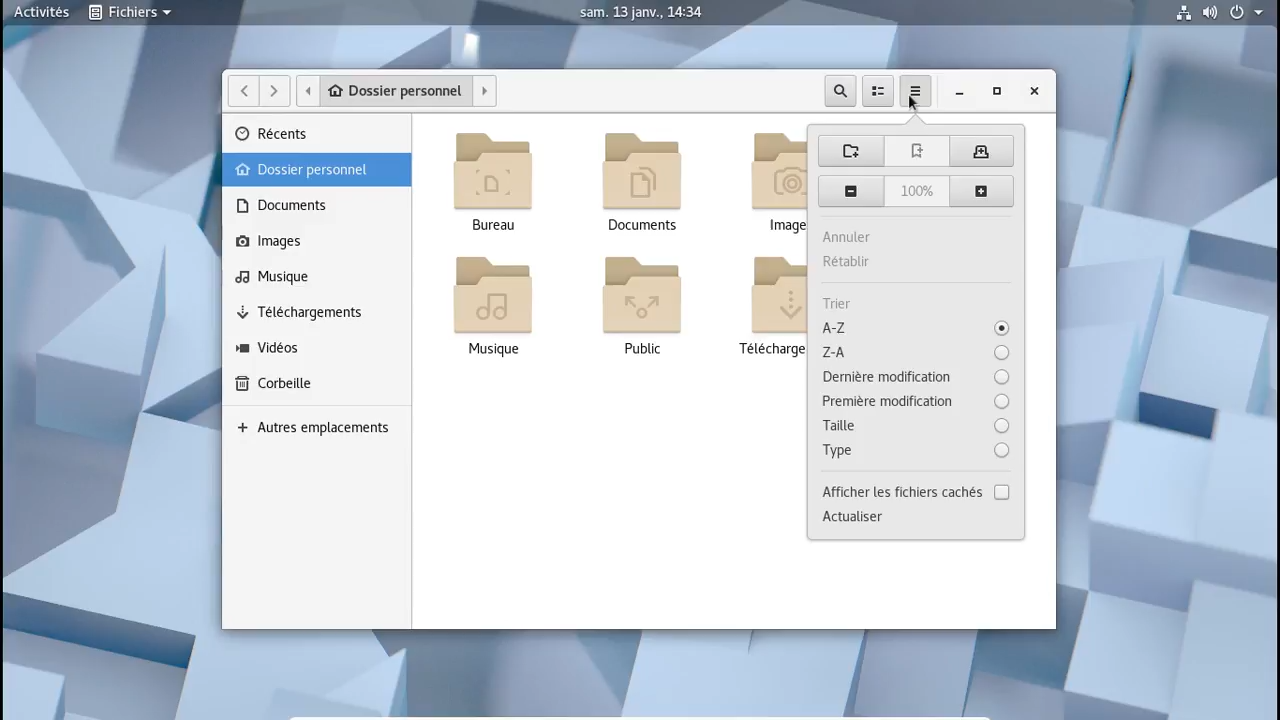 Activités
Fichiers
sam. 13 janv., 14:34
Dossier personnel
Récents
Dossier personnel
Documents
Images
Musique
Téléchargements
Vidéos
Corbeille
Autres emplacements
Bureau
Documents
Image
Musique
Public
Télécharge
100%
Annuler
Rétablir
Trier
A-Z
Z-A
Dernière modification
Première modification
Taille
Type
Afficher les fichiers cachés
Actualiser